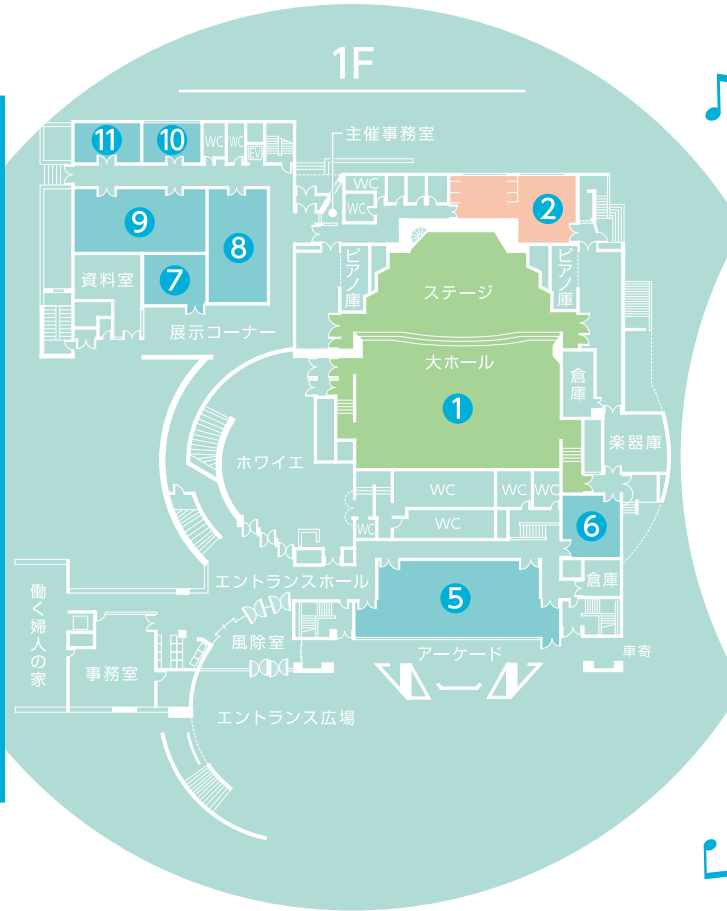 1F
11
10
WC
WC
EV
主催事務室
WC
WC
9
8
2
資料室
7
ピアノ庫
ステージ
ピアノ庫
展示コーナー
大ホール
倉庫
1
楽器庫
ホワイエ
WC
WC
WC
WC
WC
6
エントランスホール
倉庫
5
働く婦人の家
風除室
アーケード
車寄
事務室
エントランス広場